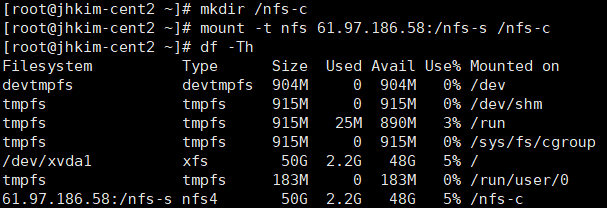 [root@jhkim-cent2 ~]# mkdir /nfs-c
[root@jhkim-cent2 ~]# mount -t nfs 61.97.186.58:/nfs-s /nfs-c
[root@jhkim-cent2 ~]# df -Th
Filesystem           Type      Size  Used Avail Use% Mounted on
devtmpfs             devtmpfs  904M     0  904M   0% /dev
tmpfs                tmpfs     915M     0  915M   0% /dev/shm
tmpfs                tmpfs     915M   25M  890M   3% /run
tmpfs                tmpfs     915M     0  915M   0% /sys/fs/cgroup
/dev/xvda1           xfs        50G  2.2G   48G   5% /
tmpfs                tmpfs     183M     0  183M   0% /run/user/0
61.97.186.58:/nfs-s  nfs4       50G  2.2G   48G   5% /nfs-c